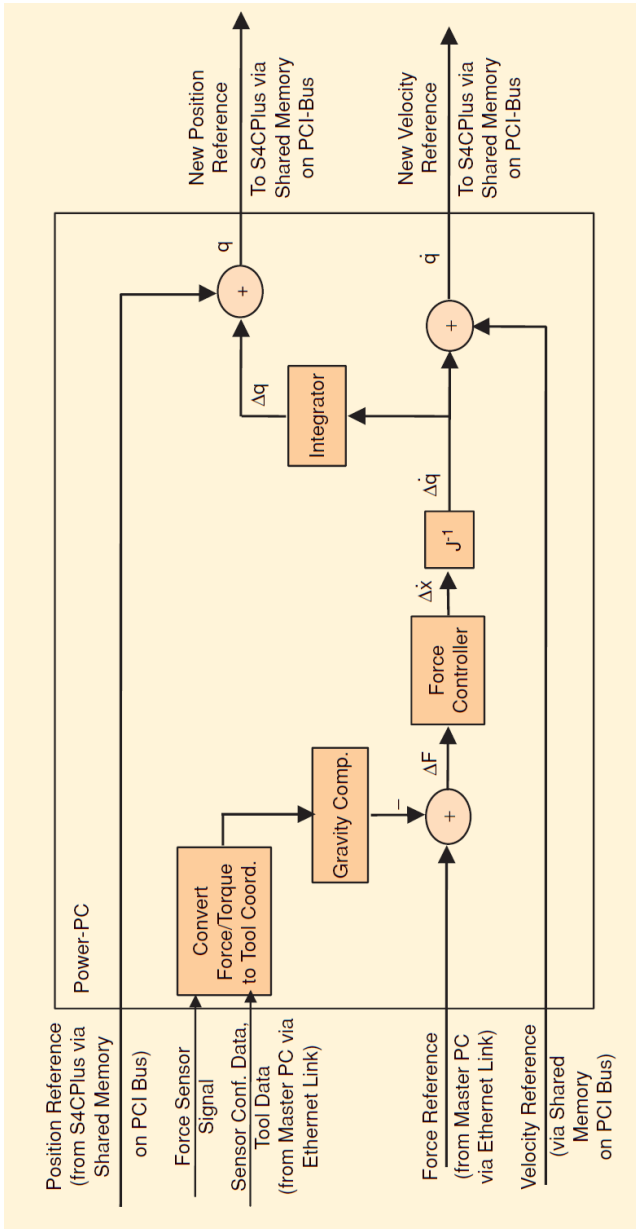 Position Reference
(from S4CPlus via
Shared Memory
on PCI Bus)
Power-PC
Force Sensor
Signal
Sensor Conf. Data,
Tool Data
(from Master PC via
Ethernet Link)
Convert
Force/Torque
to Tool Coord.
Gravity Comp.
−
Force Reference
(from Master PC
via Ethernet Link)
+
ΔF
Force
Controller
Δẋ
J-1
Δq̇
Integrator
Δq
+
q
New Position
Reference
To S4CPlus via
Shared Memory
on PCI-Bus
Velocity Reference
(via Shared
Memory
on PCI Bus)
+
q̇
New Velocity
Reference
To S4CPlus via
Shared Memory
on PCI-Bus